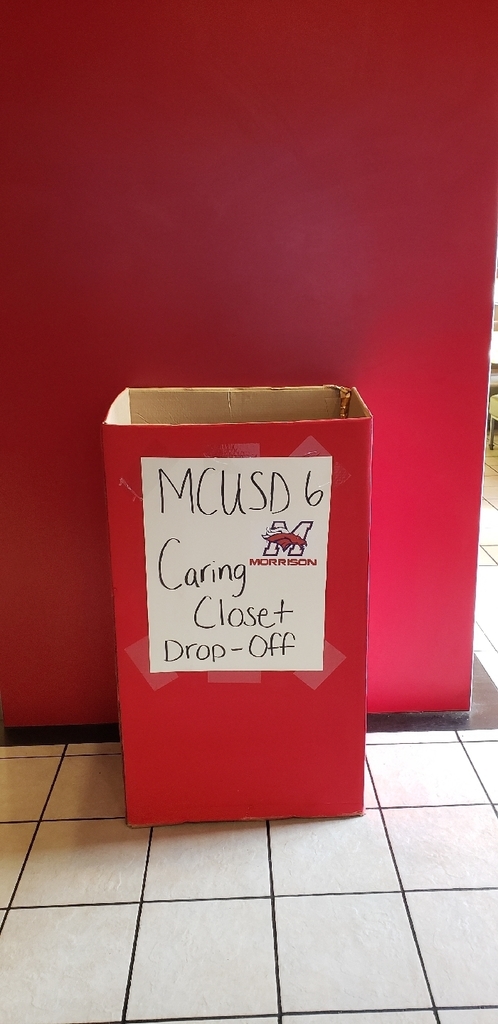 MCUSD 6
M
MORRISON
Caring
Closet
Drop-Off